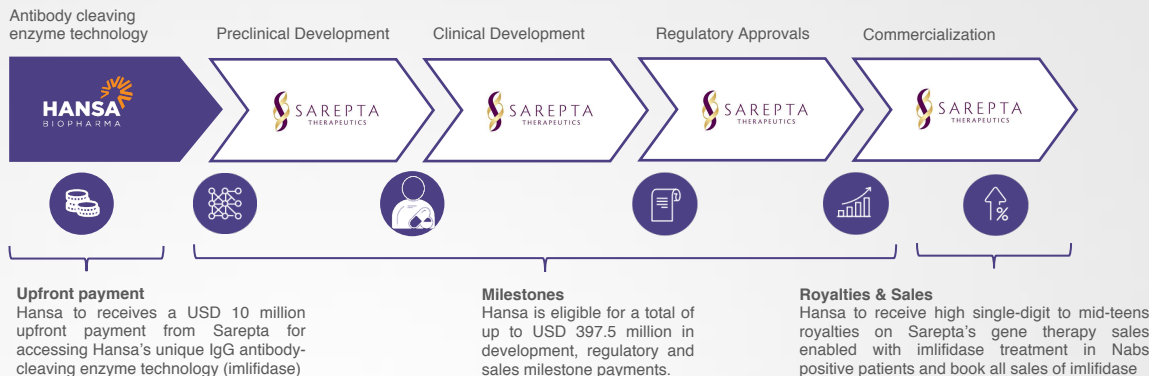 Antibody cleaving
enzyme technology
Preclinical Development
Clinical Development
Regulatory Approvals
Commercialization
HANSA
BIOPHARMA
SAREPTA
THERAPEUTICS
SAREPTA
THERAPEUTICS
SAREPTA
THERAPEUTICS
SAREPTA
THERAPEUTICS
%
Upfront payment
Hansa to receives a USD 10 million
upfront payment from Sarepta for
accessing Hansa's unique IgG antibody-
cleaving enzyme technology (imlifidase)
Milestones
Hansa is eligible for a total of
up to USD 397.5 million in
development, regulatory and
sales milestone payments.
Royalties & Sales
Hansa to receive high single-digit to mid-teens
royalties on Sarepta's gene therapy sales
enabled with imlifidase treatment in Nabs
positive patients and book all sales of imlifidase